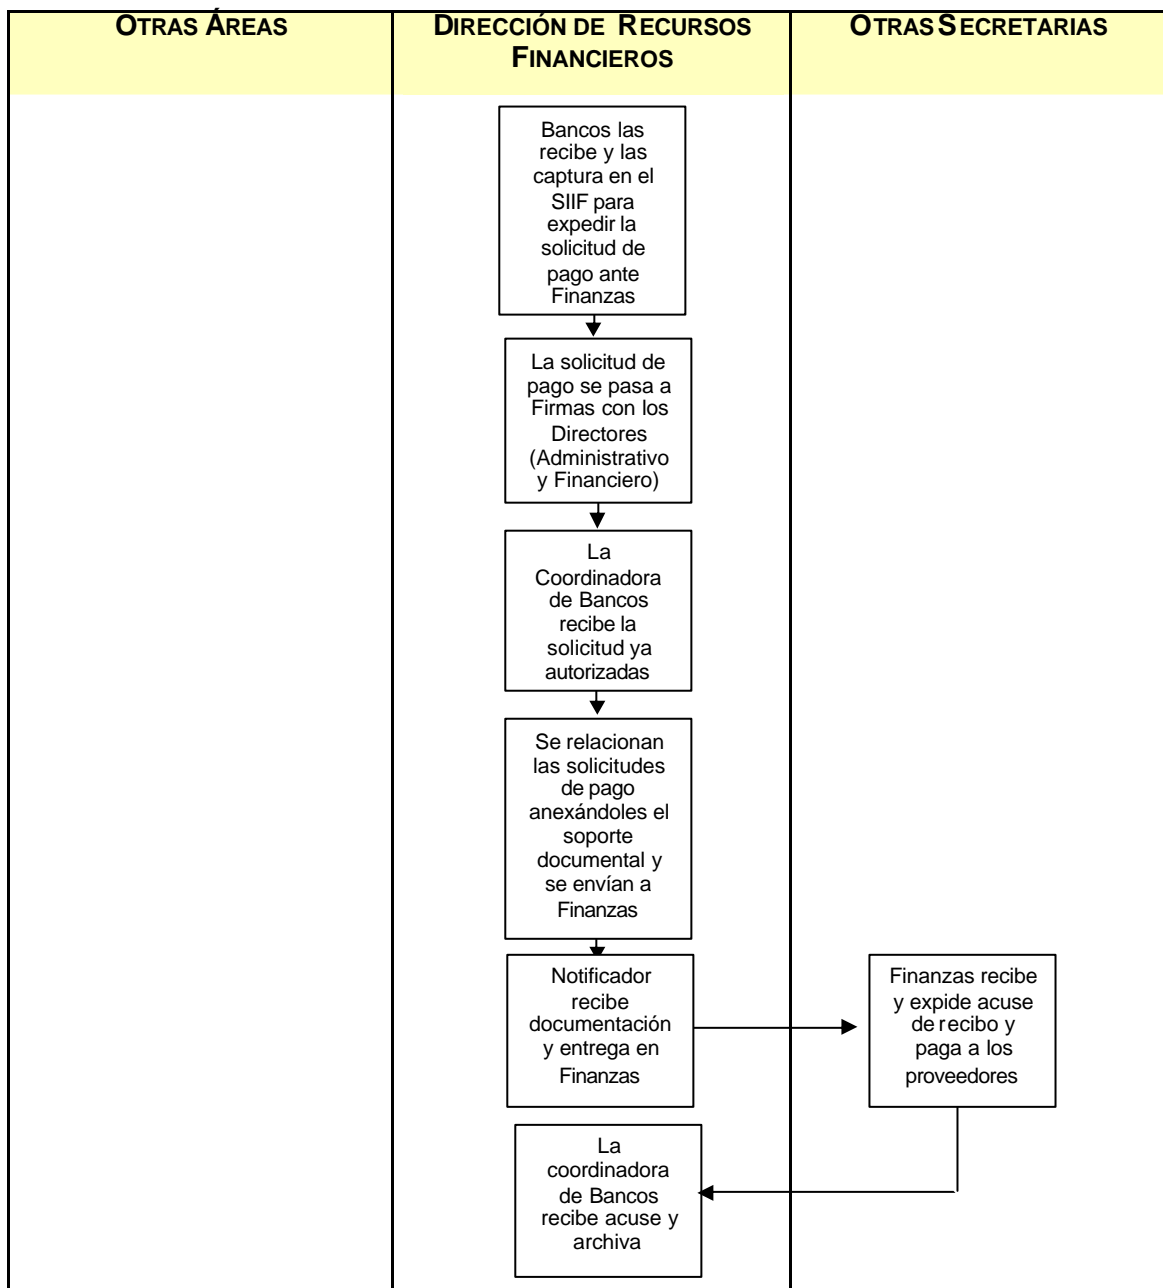 OTRAS ÁREAS
DIRECCIÓN DE RECURSOS
FINANCIEROS
OTRAS SECRETARIAS
Bancos las
recibe y las
captura en el
SIIF para
expedir la
solicitud de
pago ante
Finanzas
La solicitud de
pago se pasa a
Firmas con los
Directores
(Administrativo
y Financiero)
La
Coordinadora
de Bancos
recibe la
solicitud ya
autorizadas
Se relacionan
las solicitudes
de pago
anexándoles el
soporte
documental y
se envían a
Finanzas
Notificador
recibe
documentación
y entrega en
Finanzas
Finanzas recibe
y expide acuse
de recibo y
paga a los
proveedores
La
coordinadora
de Bancos
recibe acuse y
archiva